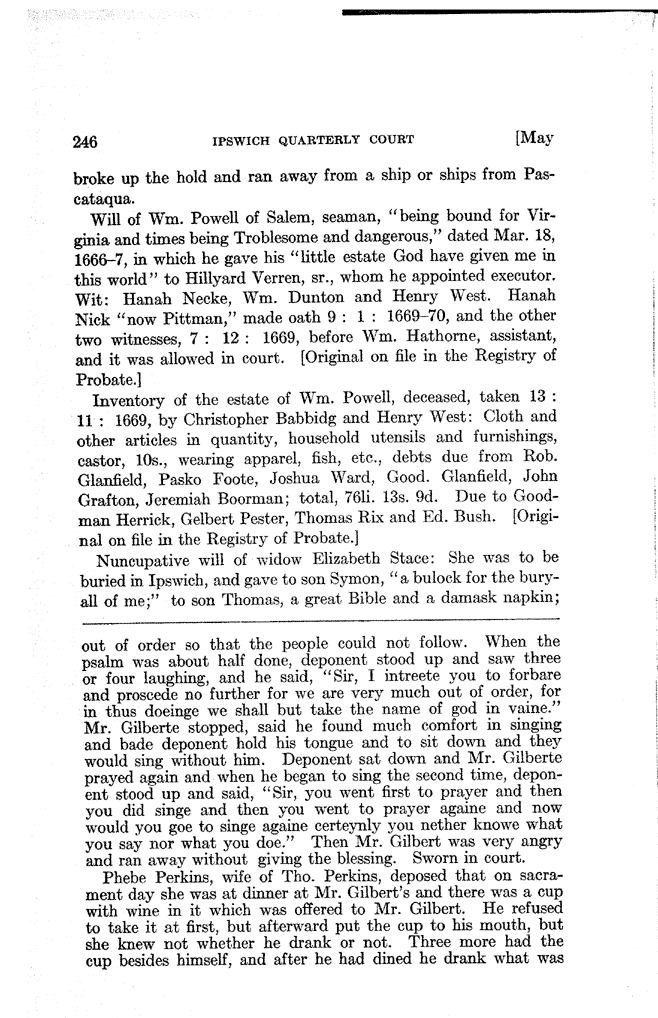 246 IPSWICH QUARTERLY COURT [May
broke up the hold and ran away from a ship or ships from Pas-
cataqua.
Will of Wm. Powell of Salem, seaman, "being bound for Vir-
ginia and times being Troblesome and dangerous," dated Mar. 18,
1666-7, in which he gave his "little estate God have given me in
this world" to Hillyard Verren, sr., whom he appointed executor.
Wit: Hanah Necke, Wm. Dunton and Henry West. Hanah
Nick "now Pittman," made oath 9 : 1 : 1669-70, and the other
two witnesses, 7 : 12 : 1669, before Wm. Hathorne, assistant,
and it was allowed in court. [Original on file in the Registry of
Probate.]
Inventory of the estate of Wm. Powell, deceased, taken 13 :
11 : 1669, by Christopher Babbidg and Henry West: Cloth and
other articles in quantity, household utensils and furnishings,
castor, 10s., wearing apparel, fish, etc., debts due from Rob.
Glanfield, Pasko Foote, Joshua Ward, Good. Glanfield, John
Grafton, Jeremiah Boorman; total, 76li. 13s. 9d. Due to Good-
man Herrick, Gelbert Pester, Thomas Rix and Ed. Bush. [Origi-
nal on file in the Registry of Probate.]
Nuncupative will of widow Elizabeth Stace: She was to be
buried in Ipswich, and gave to son Symon, "a bulock for the bury-
all of me;" to son Thomas, a great Bible and a damask napkin;
out of order so that the people could not follow. When the
psalm was about half done, deponent stood up and saw three
or four laughing, and he said, "Sir, I intreete you to forbare
and proscede no further for we are very much out of order, for
in thus doeinge we shall but take the name of god in vaine."
Mr. Gilberte stopped, said he found much comfort in singing
and bade deponent hold his tongue and to sit down and they
would sing without him. Deponent sat down and Mr. Gilberte
prayed again and when he began to sing the second time, depon-
ent stood up and said, "Sir, you went first to prayer and then
you did singe and then you went to prayer againe and now
would you goe to singe againe certeynly you nether knowe what
you say nor what you doe." Then Mr. Gilbert was very angry
and ran away without giving the blessing. Sworn in court.
Phebe Perkins, wife of Tho. Perkins, deposed that on sacra-
ment day she was at dinner at Mr. Gilbert's and there was a cup
with wine in it which was offered to Mr. Gilbert. He refused
to take it at first, but afterward put the cup to his mouth, but
she knew not whether he drank or not. Three more had the
cup besides himself, and after he had dined he drank what was